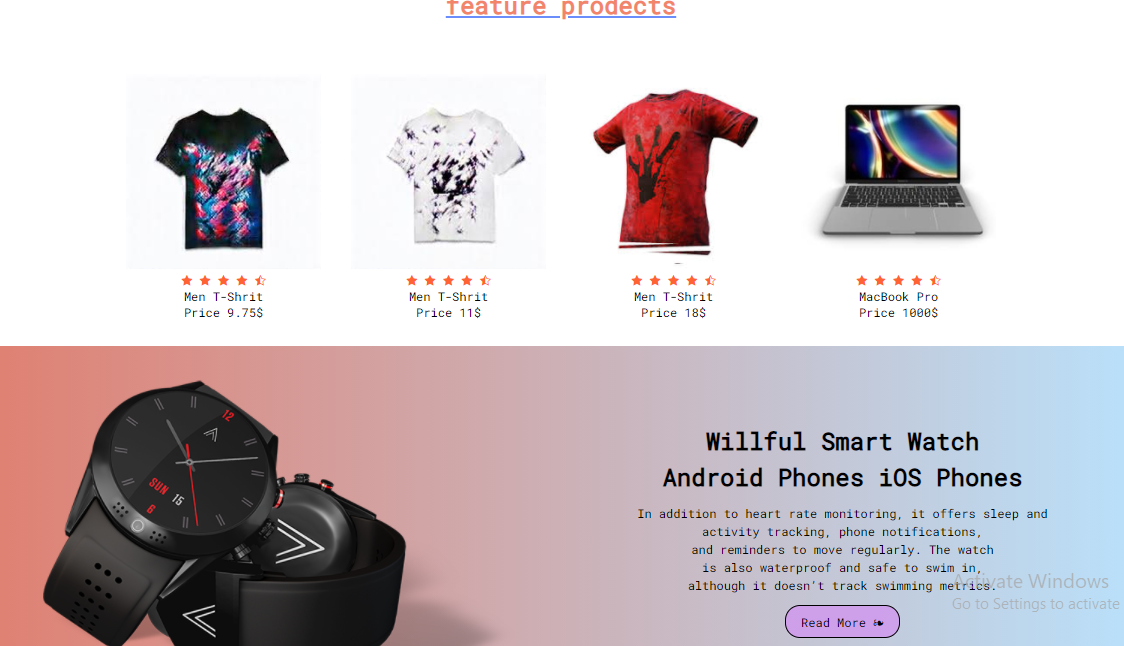 feature prodects
Men T-Shrit
Price 9.75$
Men T-Shrit
Price 11$
Men T-Shrit
Price 18$
MacBook Pro
Price 1000$
12
SUN 15
6
Willful Smart Watch
Android Phones iOS Phones
In addition to heart rate monitoring, it offers sleep and
activity tracking, phone notifications,
and reminders to move regularly. The watch
is also waterproof and safe to swim in,
although it doesn't track swimming metrics.
Read More ❧
Activate Windows
Go to Settings to activate